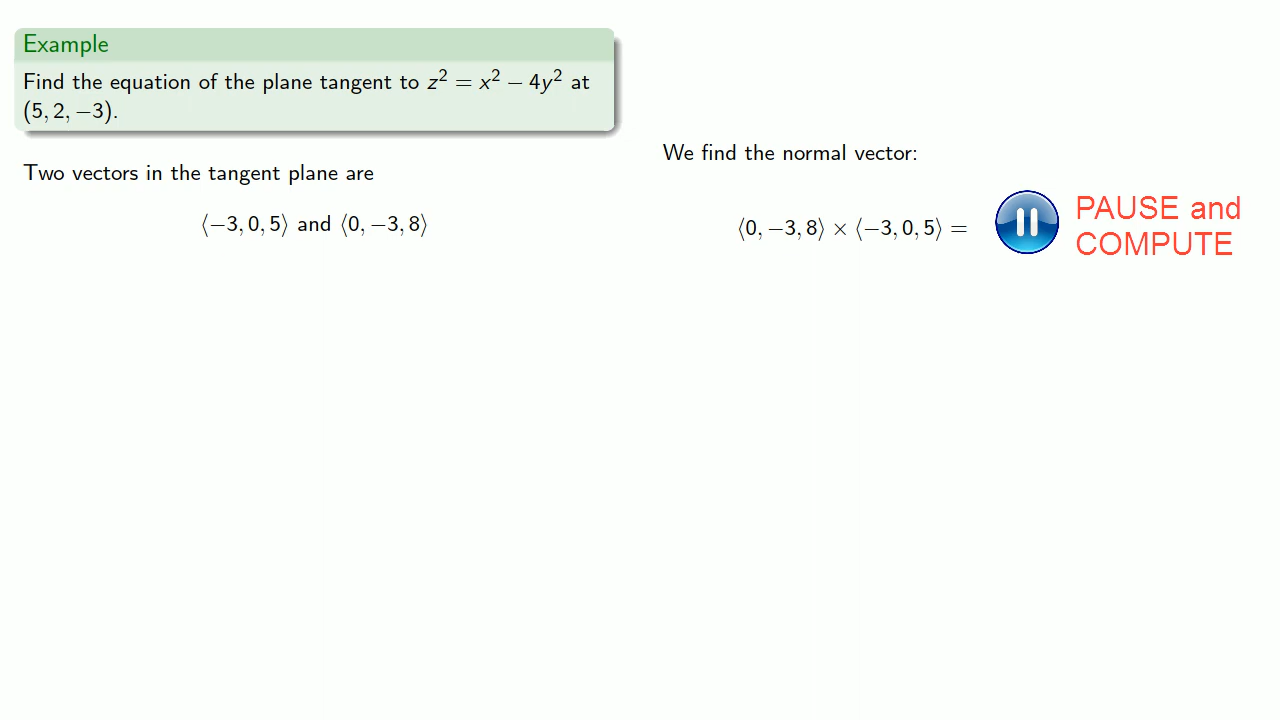 Example
Find the equation of the plane tangent to z² = x² − 4y² at
(5, 2, −3).
Two vectors in the tangent plane are
⟨−3, 0, 5⟩ and ⟨0, −3, 8⟩
We find the normal vector:
⟨0, −3, 8⟩ × ⟨−3, 0, 5⟩ =
PAUSE and
COMPUTE